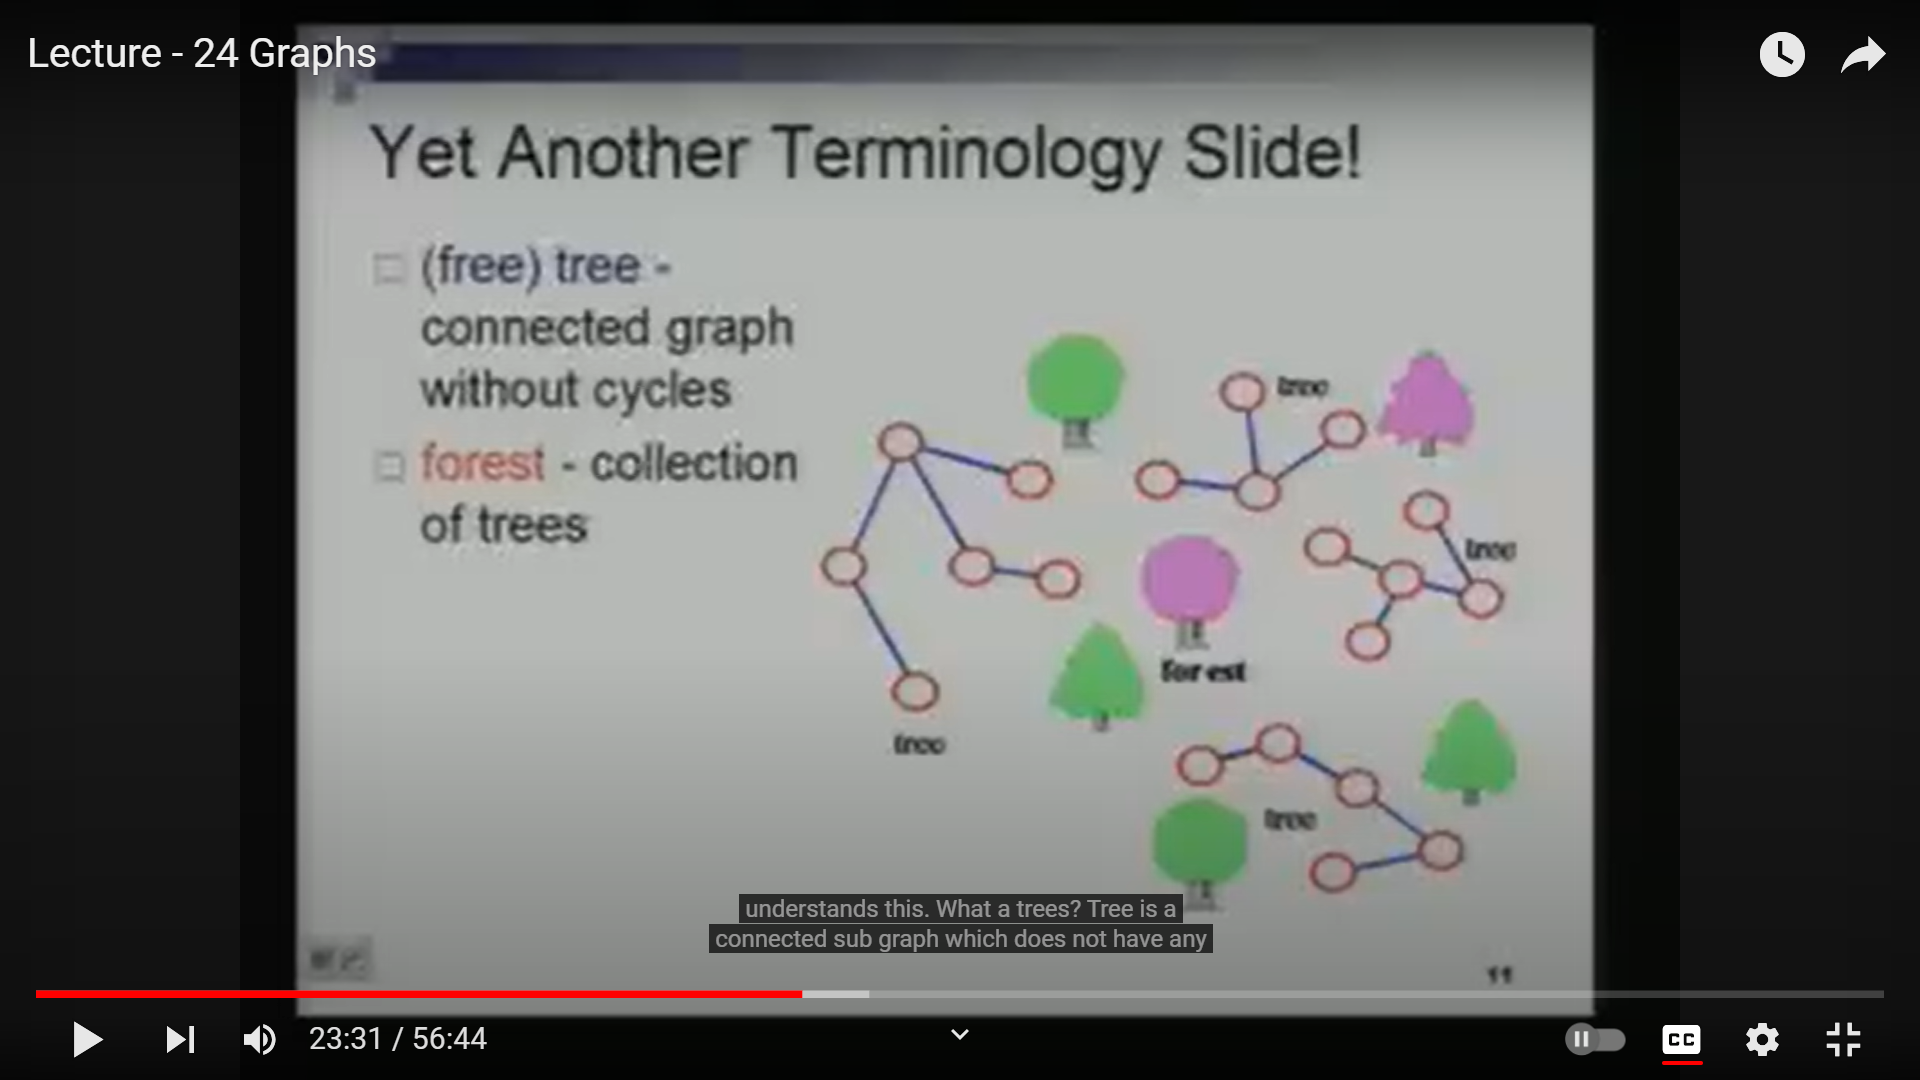 Lecture - 24 Graphs
Yet Another Terminology Slide!
(free) tree -
connected graph
without cycles
forest - collection
of trees
tree
tree
forest
tree
tree
understands this. What a trees? Tree is a
connected sub graph which does not have any
11
23:31 / 56:44
CC